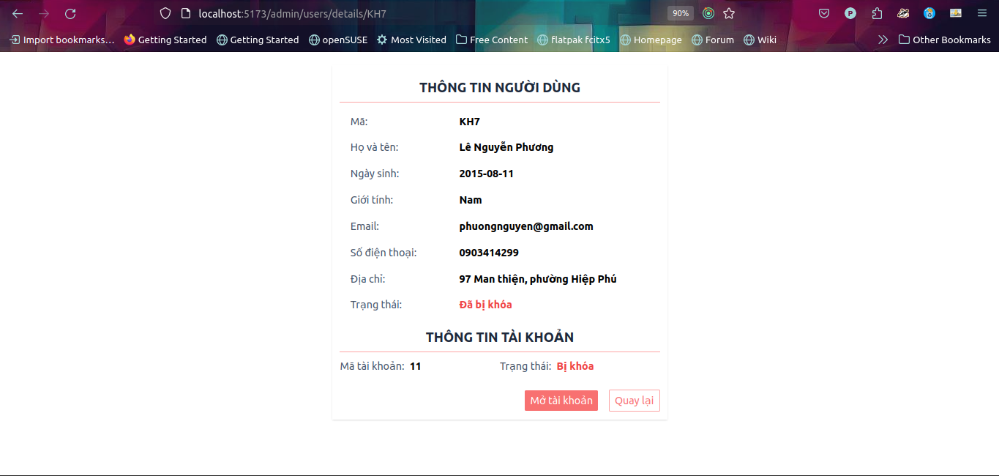 localhost:5173/admin/users/details/KH7
90%
Import bookmarks... Getting Started Getting Started openSUSE Most Visited Free Content flatpak fcitx5 Homepage Forum Wiki Other Bookmarks
THÔNG TIN NGƯỜI DÙNG
Mã: KH7
Họ và tên: Lê Nguyễn Phương
Ngày sinh: 2015-08-11
Giới tính: Nam
Email: phuongnguyen@gmail.com
Số điện thoại: 0903414299
Địa chỉ: 97 Man thiện, phường Hiệp Phú
Trạng thái: Đã bị khóa
THÔNG TIN TÀI KHOẢN
Mã tài khoản: 11 Trạng thái: Bị khóa
Mở tài khoản Quay lại